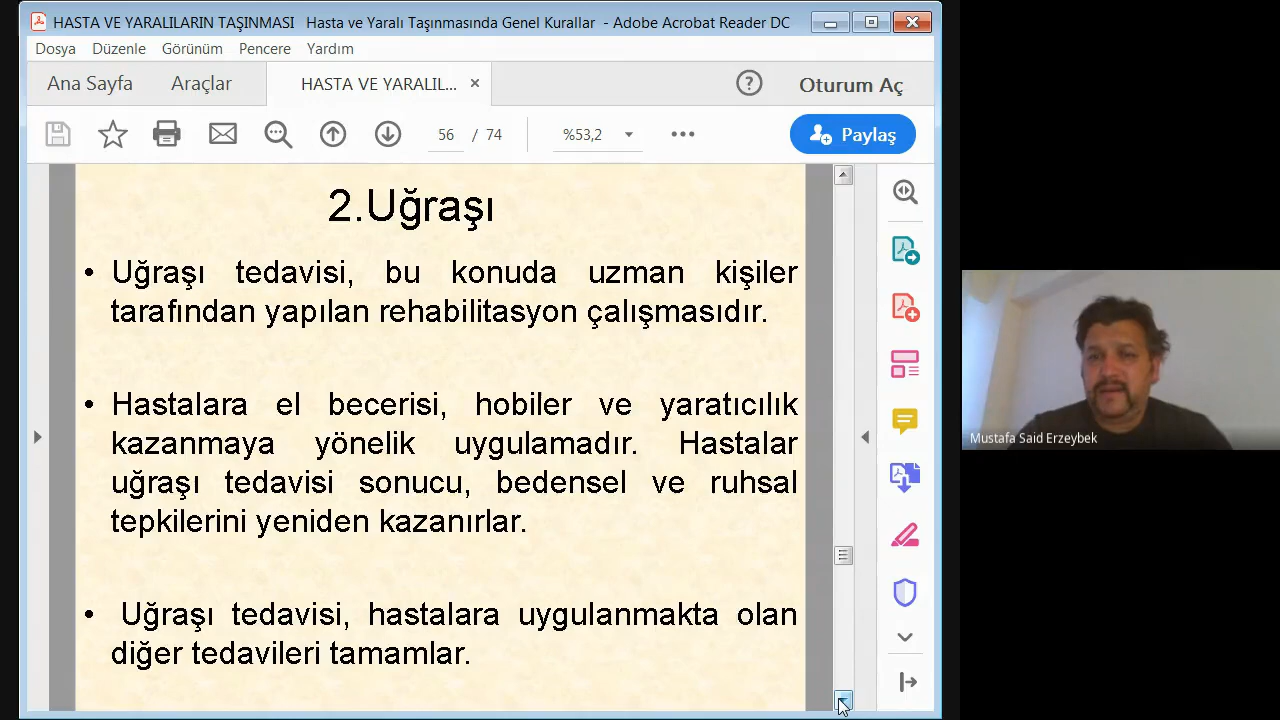 HASTA VE YARALILARIN TAŞINMASI   Hasta ve Yaralı Taşınmasında Genel Kurallar  - Adobe Acrobat Reader DC
Dosya Düzenle Görünüm Pencere Yardım
Ana Sayfa Araçlar HASTA VE YARALIL... × ? Oturum Aç
56 / 74 %53,2 ••• Paylaş
2.Uğraşı
• Uğraşı tedavisi, bu konuda uzman kişiler
tarafından yapılan rehabilitasyon çalışmasıdır.
• Hastalara el becerisi, hobiler ve yaratıcılık
kazanmaya yönelik uygulamadır. Hastalar
uğraşı tedavisi sonucu, bedensel ve ruhsal
tepkilerini yeniden kazanırlar.
• Uğraşı tedavisi, hastalara uygulanmakta olan
diğer tedavileri tamamlar.
Mustafa Said Erzeybek